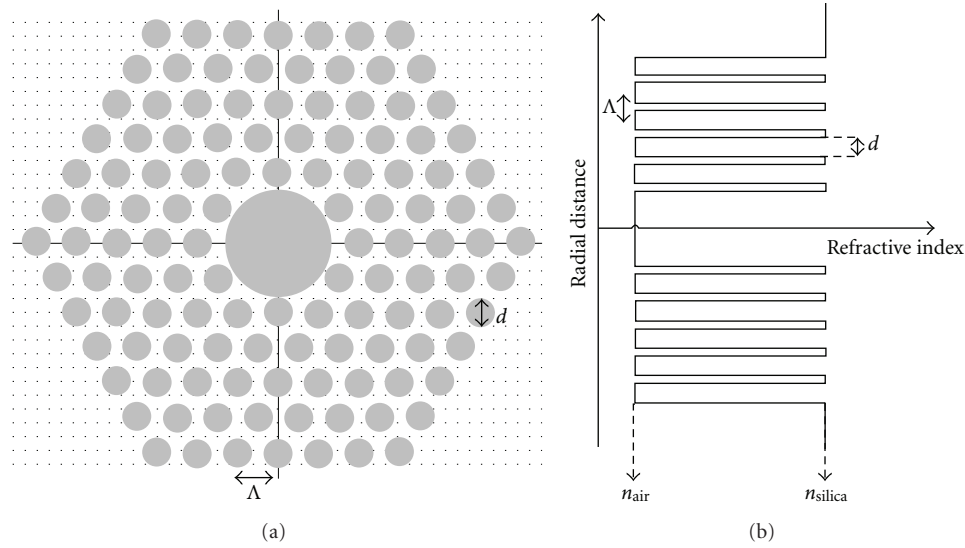 d
Λ
(a)
Radial distance
Λ
d
Refractive index
n_air
n_silica
(b)